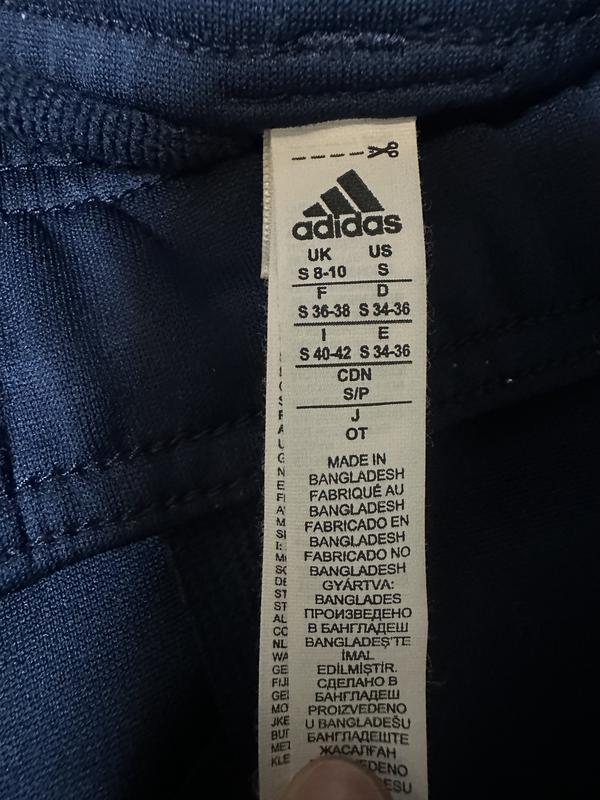 adidas
UK US
S 8-10 S
F D
S 36-38 S 34-36
I E
S 40-42 S 34-36
CDN
S/P
J
OT
MADE IN
BANGLADESH
FABRIQUÉ AU
BANGLADESH
FABRICADO EN
BANGLADESH
FABRICADO NO
BANGLADESH
GYÁRTVA:
BANGLADES
ПРОИЗВЕДЕНО
В БАНГЛАДЕШ
BANGLADEŞ'TE
İMAL
EDİLMİŞTİR.
СДЕЛАНО В
БАНГЛАДЕШ
PROIZVEDENO
U BANGLADEŠU
БАНГЛАДЕШТЕ
ЖАСАЛҒАН